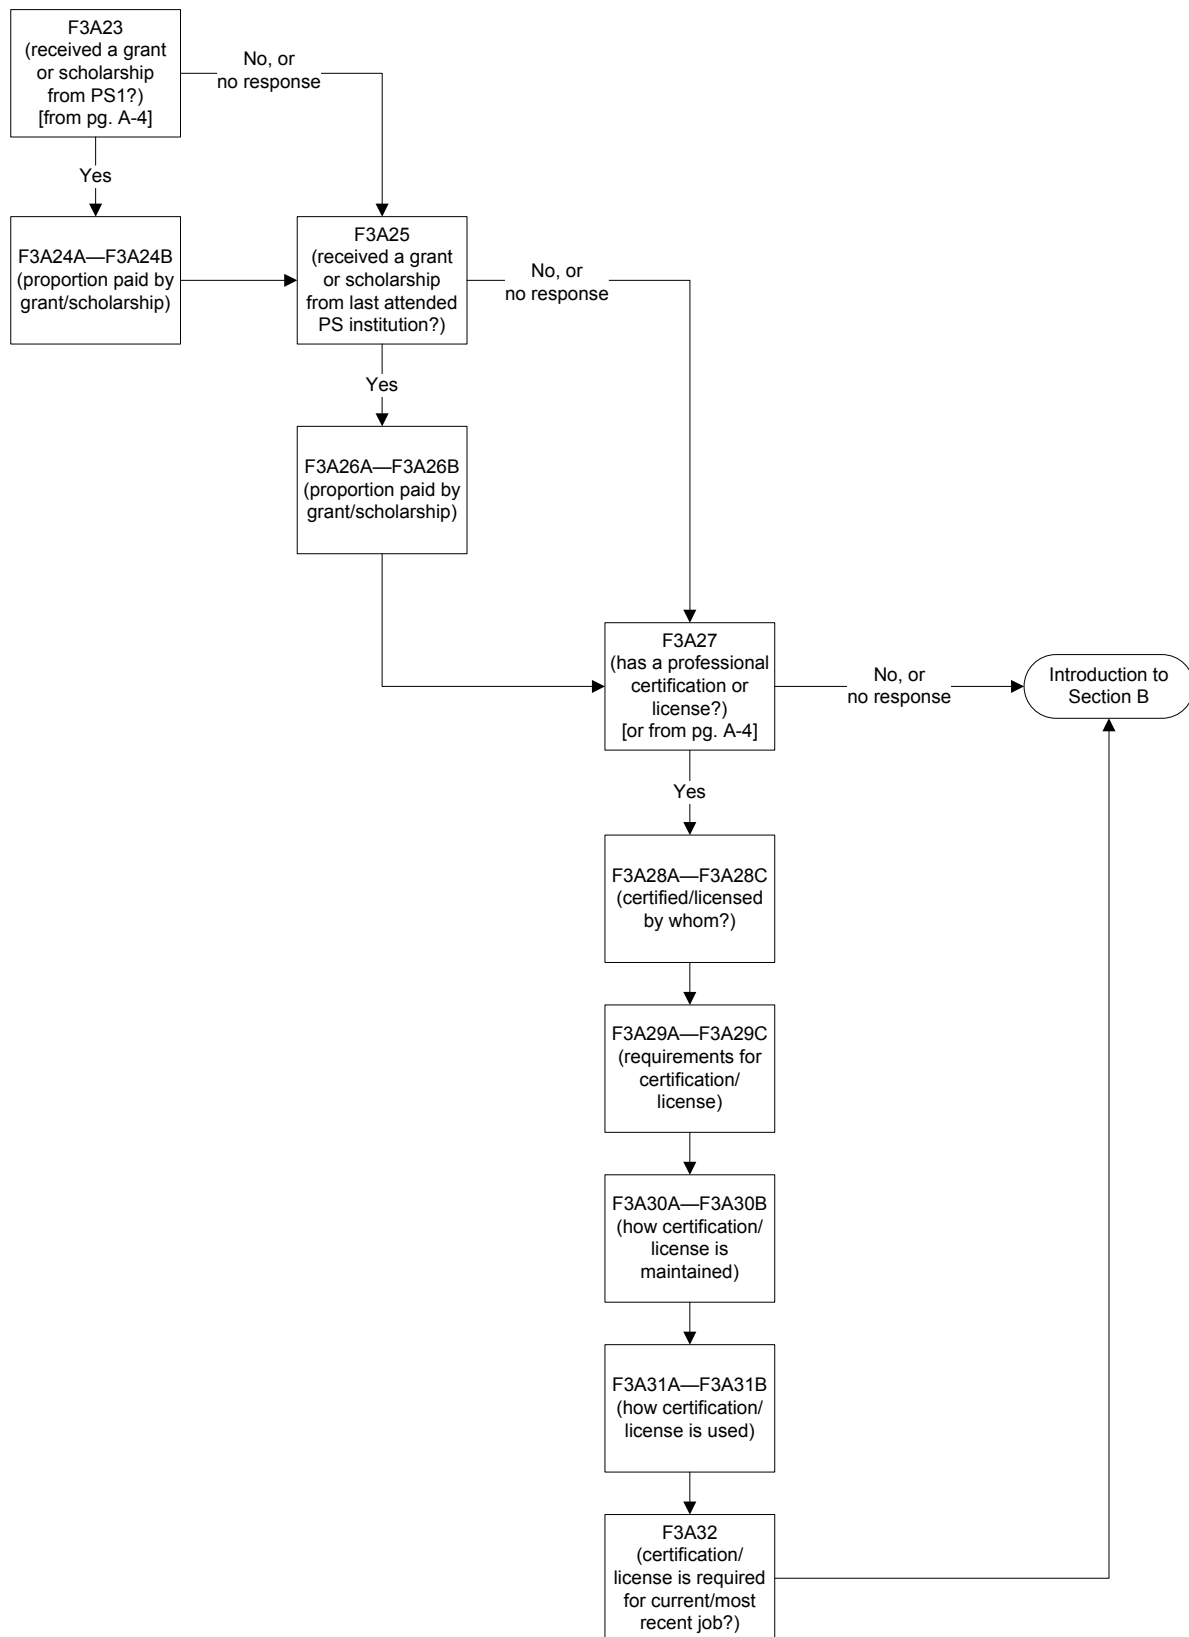 F3A23
(received a grant
or scholarship
from PS1?)
[from pg. A-4]
No, or
no response
Yes
F3A24A—F3A24B
(proportion paid by
grant/scholarship)
F3A25
(received a grant
or scholarship
from last attended
PS institution?)
No, or
no response
Yes
F3A26A—F3A26B
(proportion paid by
grant/scholarship)
F3A27
(has a professional
certification or
license?)
[or from pg. A-4]
No, or
no response
Introduction to
Section B
Yes
F3A28A—F3A28C
(certified/licensed
by whom?)
F3A29A—F3A29C
(requirements for
certification/
license)
F3A30A—F3A30B
(how certification/
license is
maintained)
F3A31A—F3A31B
(how certification/
license is used)
F3A32
(certification/
license is required
for current/most
recent job?)